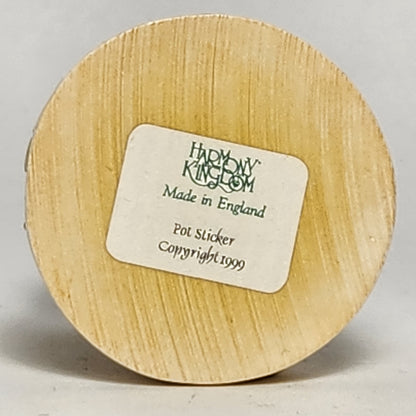 HARMONY
KINGDOM
Made in England
Pot Sticker
Copyright 1999